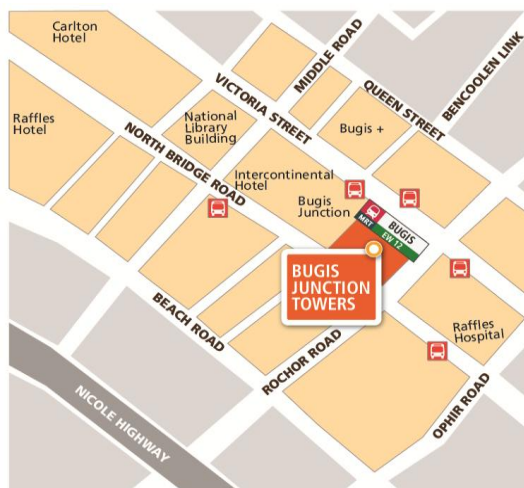 Carlton
Hotel
MIDDLE ROAD
BENCOOLEN LINK
QUEEN STREET
VICTORIA STREET
Raffles
Hotel
National
Library
Building
Bugis +
NORTH BRIDGE ROAD
Intercontinental
Hotel
Bugis
Junction
MRT
BUGIS
EW 12
BUGIS
JUNCTION
TOWERS
BEACH ROAD
Raffles
Hospital
ROCHOR ROAD
OPHIR ROAD
NICOLE HIGHWAY